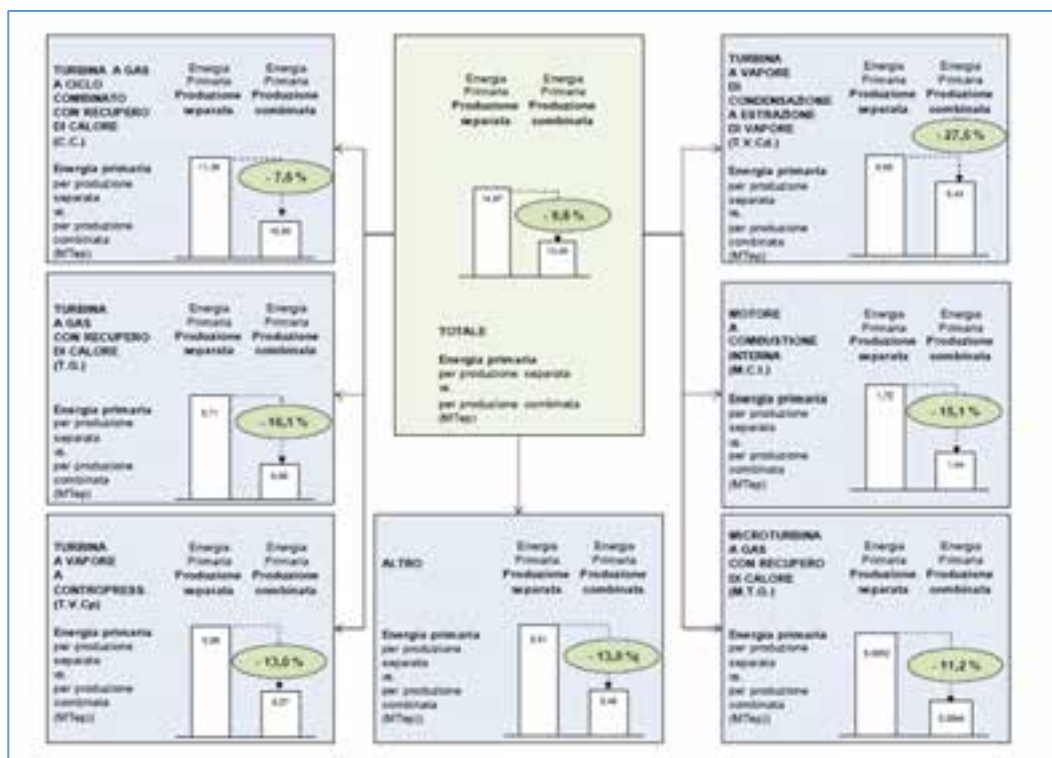 TURBINA A GAS
A CICLO
COMBINATO
CON RECUPERO
DI CALORE
(C.C.)
Energia
Primaria
Produzione
separata
Energia
Primaria
Produzione
combinata
Energia primaria
per produzione
separata
vs.
per produzione
combinata
(MTep)
TURBINA
A GAS
CON RECUPERO
DI CALORE
(T.G.)
Energia
Primaria
Produzione
separata
Energia
Primaria
Produzione
combinata
Energia primaria
per produzione
separata
vs.
per produzione
combinata
(MTep)
TURBINA
A VAPORE
A
CONTROPRESS.
(T.V.Cp)
Energia
Primaria
Produzione
separata
Energia
Primaria
Produzione
combinata
Energia primaria
per produzione
separata
vs.
per produzione
combinata
(MTep)
- 13,0 %
Energia
Primaria
Produzione
separata
Energia
Primaria
Produzione
combinata
TOTALE
Energia primaria
per produzione separata
vs.
per produzione combinata
(MTep)
ALTRO
Energia
Primaria
Produzione
separata
Energia
Primaria
Produzione
combinata
Energia primaria
per produzione
separata
vs.
per produzione
combinata
(MTep)
TURBINA
A VAPORE
DI
CONDENSAZIONE
A ESTRAZIONE
DI VAPORE
(T.V.Cd.)
Energia
Primaria
Produzione
separata
Energia
Primaria
Produzione
combinata
Energia primaria
per produzione
separata
vs.
per produzione
combinata
(MTep)
MOTORE
A
COMBUSTIONE
INTERNA
(M.C.I.)
Energia
Primaria
Produzione
separata
Energia
Primaria
Produzione
combinata
Energia primaria
per produzione
separata
vs.
per produzione
combinata
(MTep)
- 15,1 %
MICROTURBINA
A GAS
CON RECUPERO
DI CALORE
(M.T.G.)
Energia
Primaria
Produzione
separata
Energia
Primaria
Produzione
combinata
Energia primaria
per produzione
separata
vs.
per produzione
combinata
(MTep)
- 11,2 %